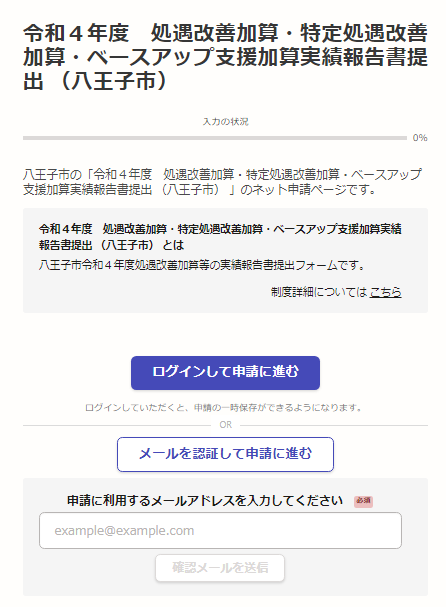 令和４年度　処遇改善加算・特定処遇改善
加算・ベースアップ支援加算実績報告書提
出 （八王子市）
入力の状況
0%
八王子市の「令和４年度　処遇改善加算・特定処遇改善加算・ベースアップ
支援加算実績報告書提出 （八王子市） 」のネット申請ページです。
令和４年度　処遇改善加算・特定処遇改善加算・ベースアップ支援加算実績
報告書提出 （八王子市） とは
八王子市令和４年度処遇改善加算等の実績報告書提出フォームです。
制度詳細については こちら
ログインして申請に進む
ログインしていただくと、申請の一時保存ができるようになります。
OR
メールを認証して申請に進む
申請に利用するメールアドレスを入力してください 必須
example@example.com
確認メールを送信